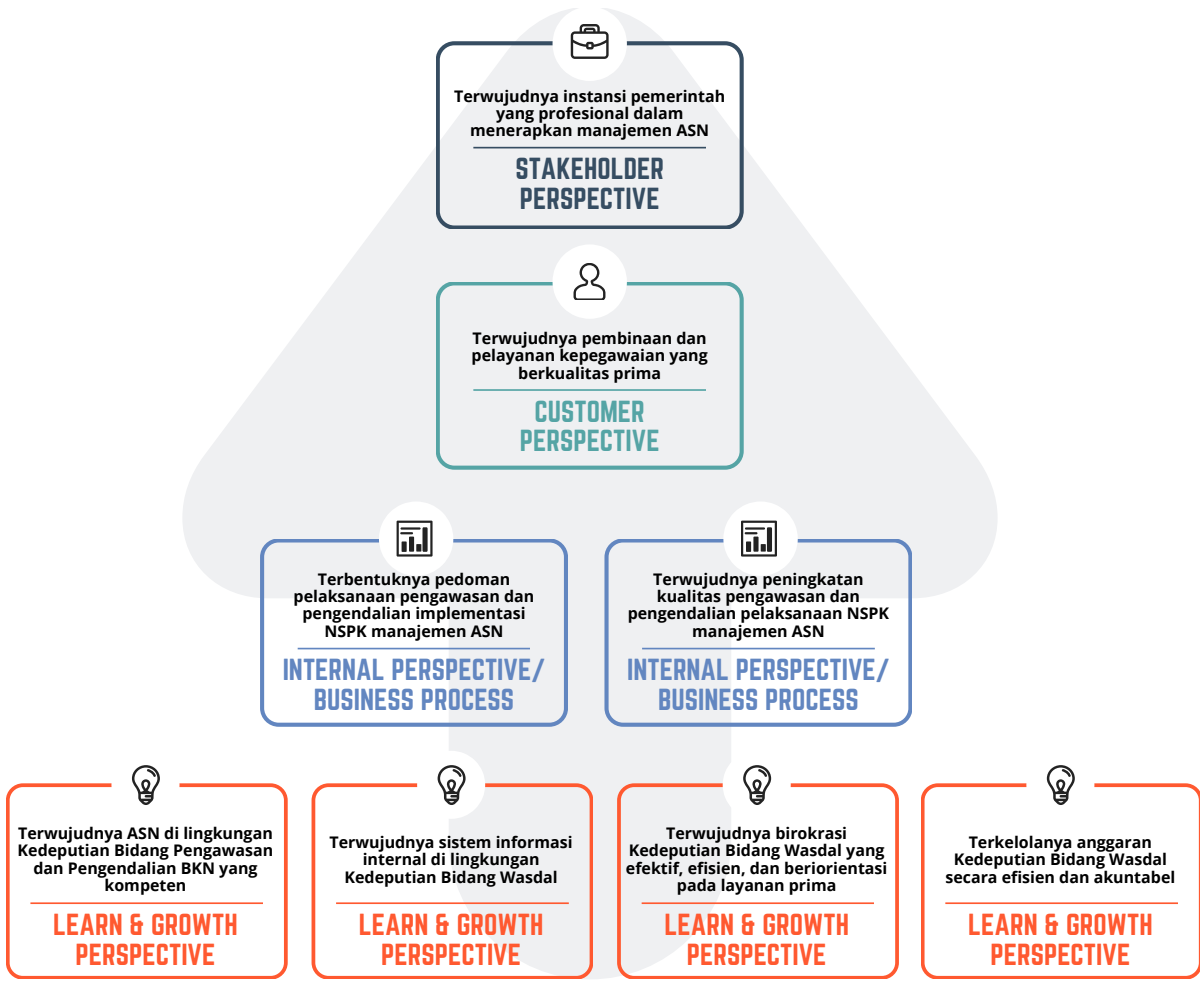 Terwujudnya instansi pemerintah
yang profesional dalam
menerapkan manajemen ASN
STAKEHOLDER
PERSPECTIVE
Terwujudnya pembinaan dan
pelayanan kepegawaian yang
berkualitas prima
CUSTOMER
PERSPECTIVE
Terbentuknya pedoman
pelaksanaan pengawasan dan
pengendalian implementasi
NSPK manajemen ASN
INTERNAL PERSPECTIVE/
BUSINESS PROCESS
Terwujudnya peningkatan
kualitas pengawasan dan
pengendalian pelaksanaan NSPK
manajemen ASN
INTERNAL PERSPECTIVE/
BUSINESS PROCESS
Terwujudnya ASN di lingkungan
Kedeputian Bidang Pengawasan
dan Pengendalian BKN yang
kompeten
LEARN & GROWTH
PERSPECTIVE
Terwujudnya sistem informasi
internal di lingkungan
Kedeputian Bidang Wasdal
LEARN & GROWTH
PERSPECTIVE
Terwujudnya birokrasi
Kedeputian Bidang Wasdal yang
efektif, efisien, dan beriorientasi
pada layanan prima
LEARN & GROWTH
PERSPECTIVE
Terkelolanya anggaran
Kedeputian Bidang Wasdal
secara efisien dan akuntabel
LEARN & GROWTH
PERSPECTIVE